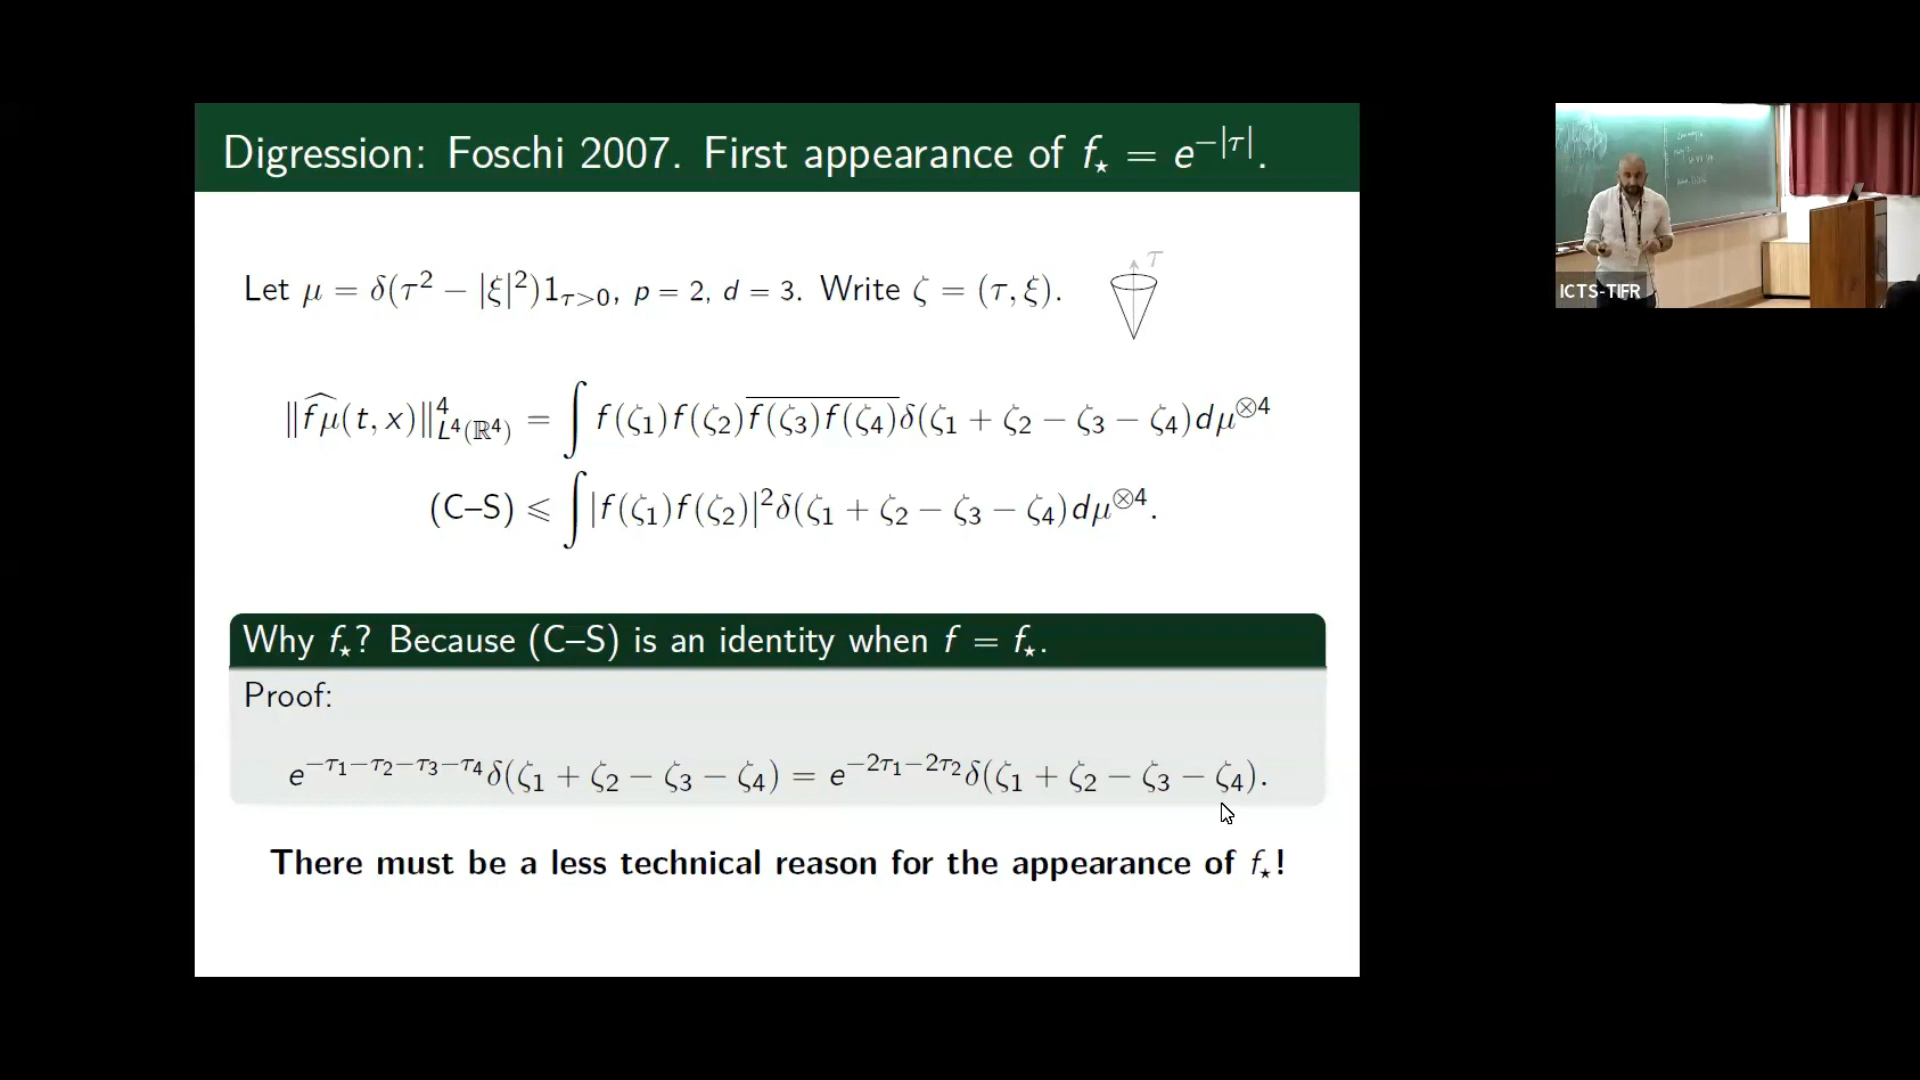 Digression: Foschi 2007. First appearance of f⋆ = e^{−|τ|}.
Let μ = δ(τ² − |ξ|²)1_{τ>0}, p = 2, d = 3. Write ζ = (τ, ξ).
τ
‖\widehat{fμ}(t, x)‖⁴_{L⁴(ℝ⁴)} = ∫ f(ζ₁)f(ζ₂)\overline{f(ζ₃)f(ζ₄)}δ(ζ₁ + ζ₂ − ζ₃ − ζ₄)dμ^{⊗4}
(C–S) ⩽ ∫ |f(ζ₁)f(ζ₂)|²δ(ζ₁ + ζ₂ − ζ₃ − ζ₄)dμ^{⊗4}.
Why f⋆? Because (C–S) is an identity when f = f⋆.
Proof:
e^{−τ₁−τ₂−τ₃−τ₄}δ(ζ₁ + ζ₂ − ζ₃ − ζ₄) = e^{−2τ₁−2τ₂}δ(ζ₁ + ζ₂ − ζ₃ − ζ₄).
There must be a less technical reason for the appearance of f⋆!
ICTS-TIFR